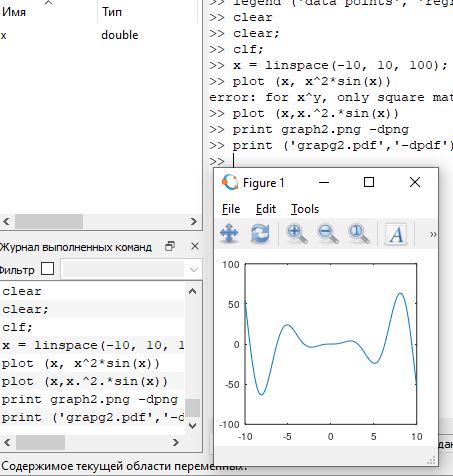 Имя Тип
x double
>> legend ('data points', 'regr
>> clear
>> clear;
>> clf;
>> x = linspace(-10, 10, 100);
>> plot (x, x^2*sin(x))
error: for x^y, only square mat
>> plot (x,x.^2.*sin(x))
>> print graph2.png -dpng
>> print ('grapg2.pdf','-dpdf')
>>
Журнал выполненных команд
Фильтр
clear
clear;
clf;
x = linspace(-10, 10, 1
plot (x, x^2*sin(x))
plot (x,x.^2.*sin(x))
print graph2.png -dpng
print ('grapg2.pdf','-d
Содержимое текущей области переменных.
Figure 1
File Edit Tools
A »
100
50
0
-50
-100
-10 -5 0 5 10